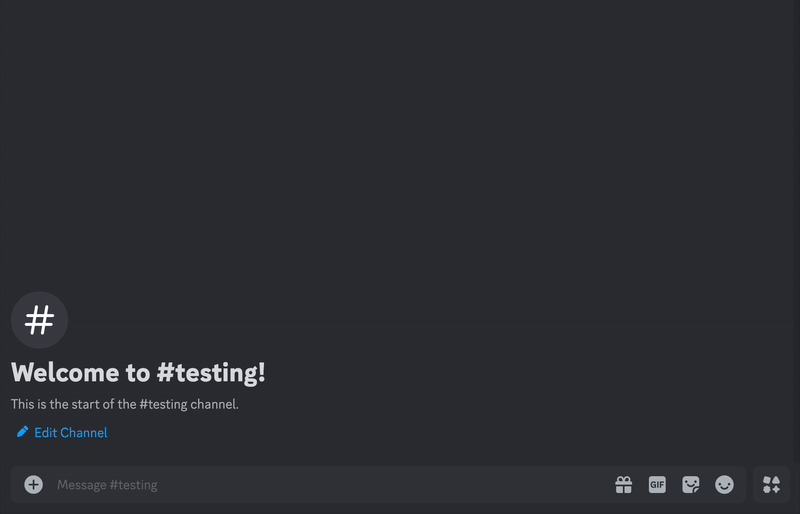 #
Welcome to #testing!
This is the start of the #testing channel.
Edit Channel
Message #testing
GIF